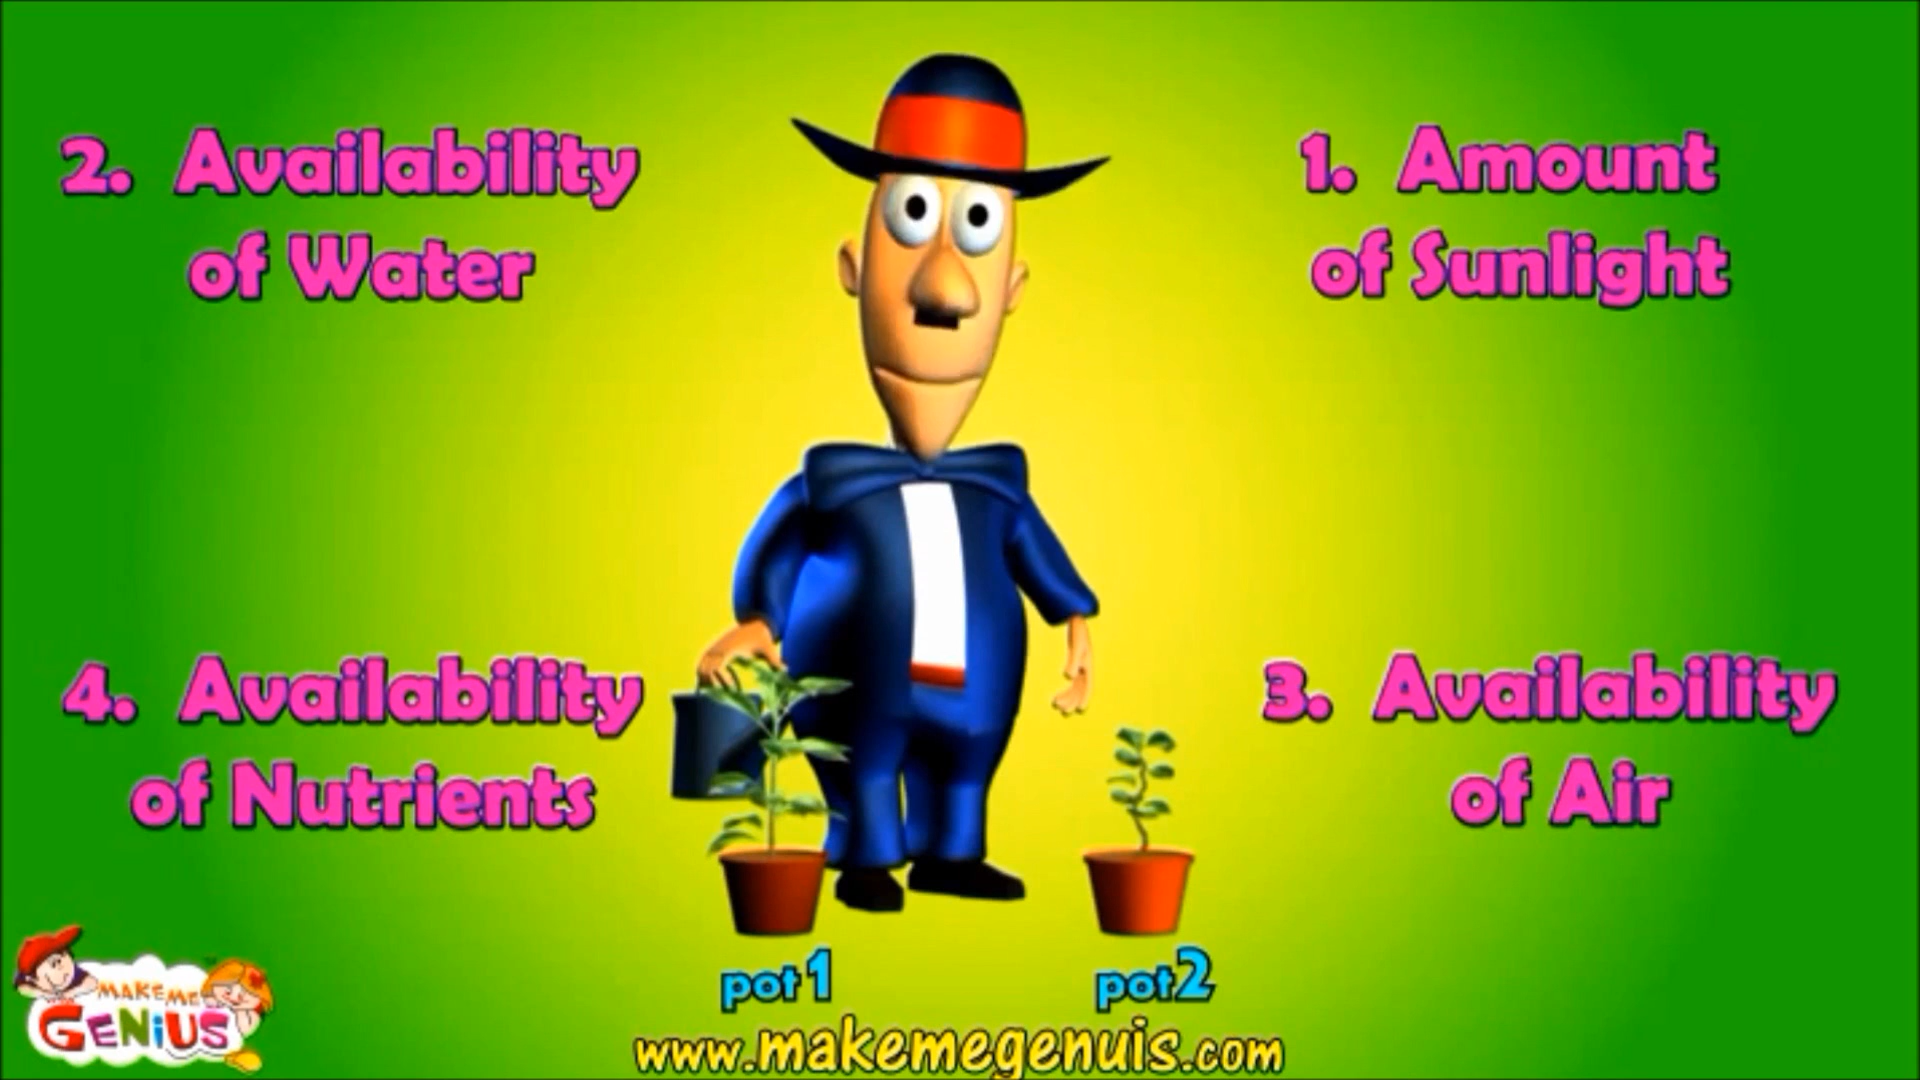 2. Availability
of Water
1. Amount
of Sunlight
4. Availability
of Nutrients
3. Availability
of Air
pot1
pot2
MAKE ME
GENiUS
www.makemegenuis.com